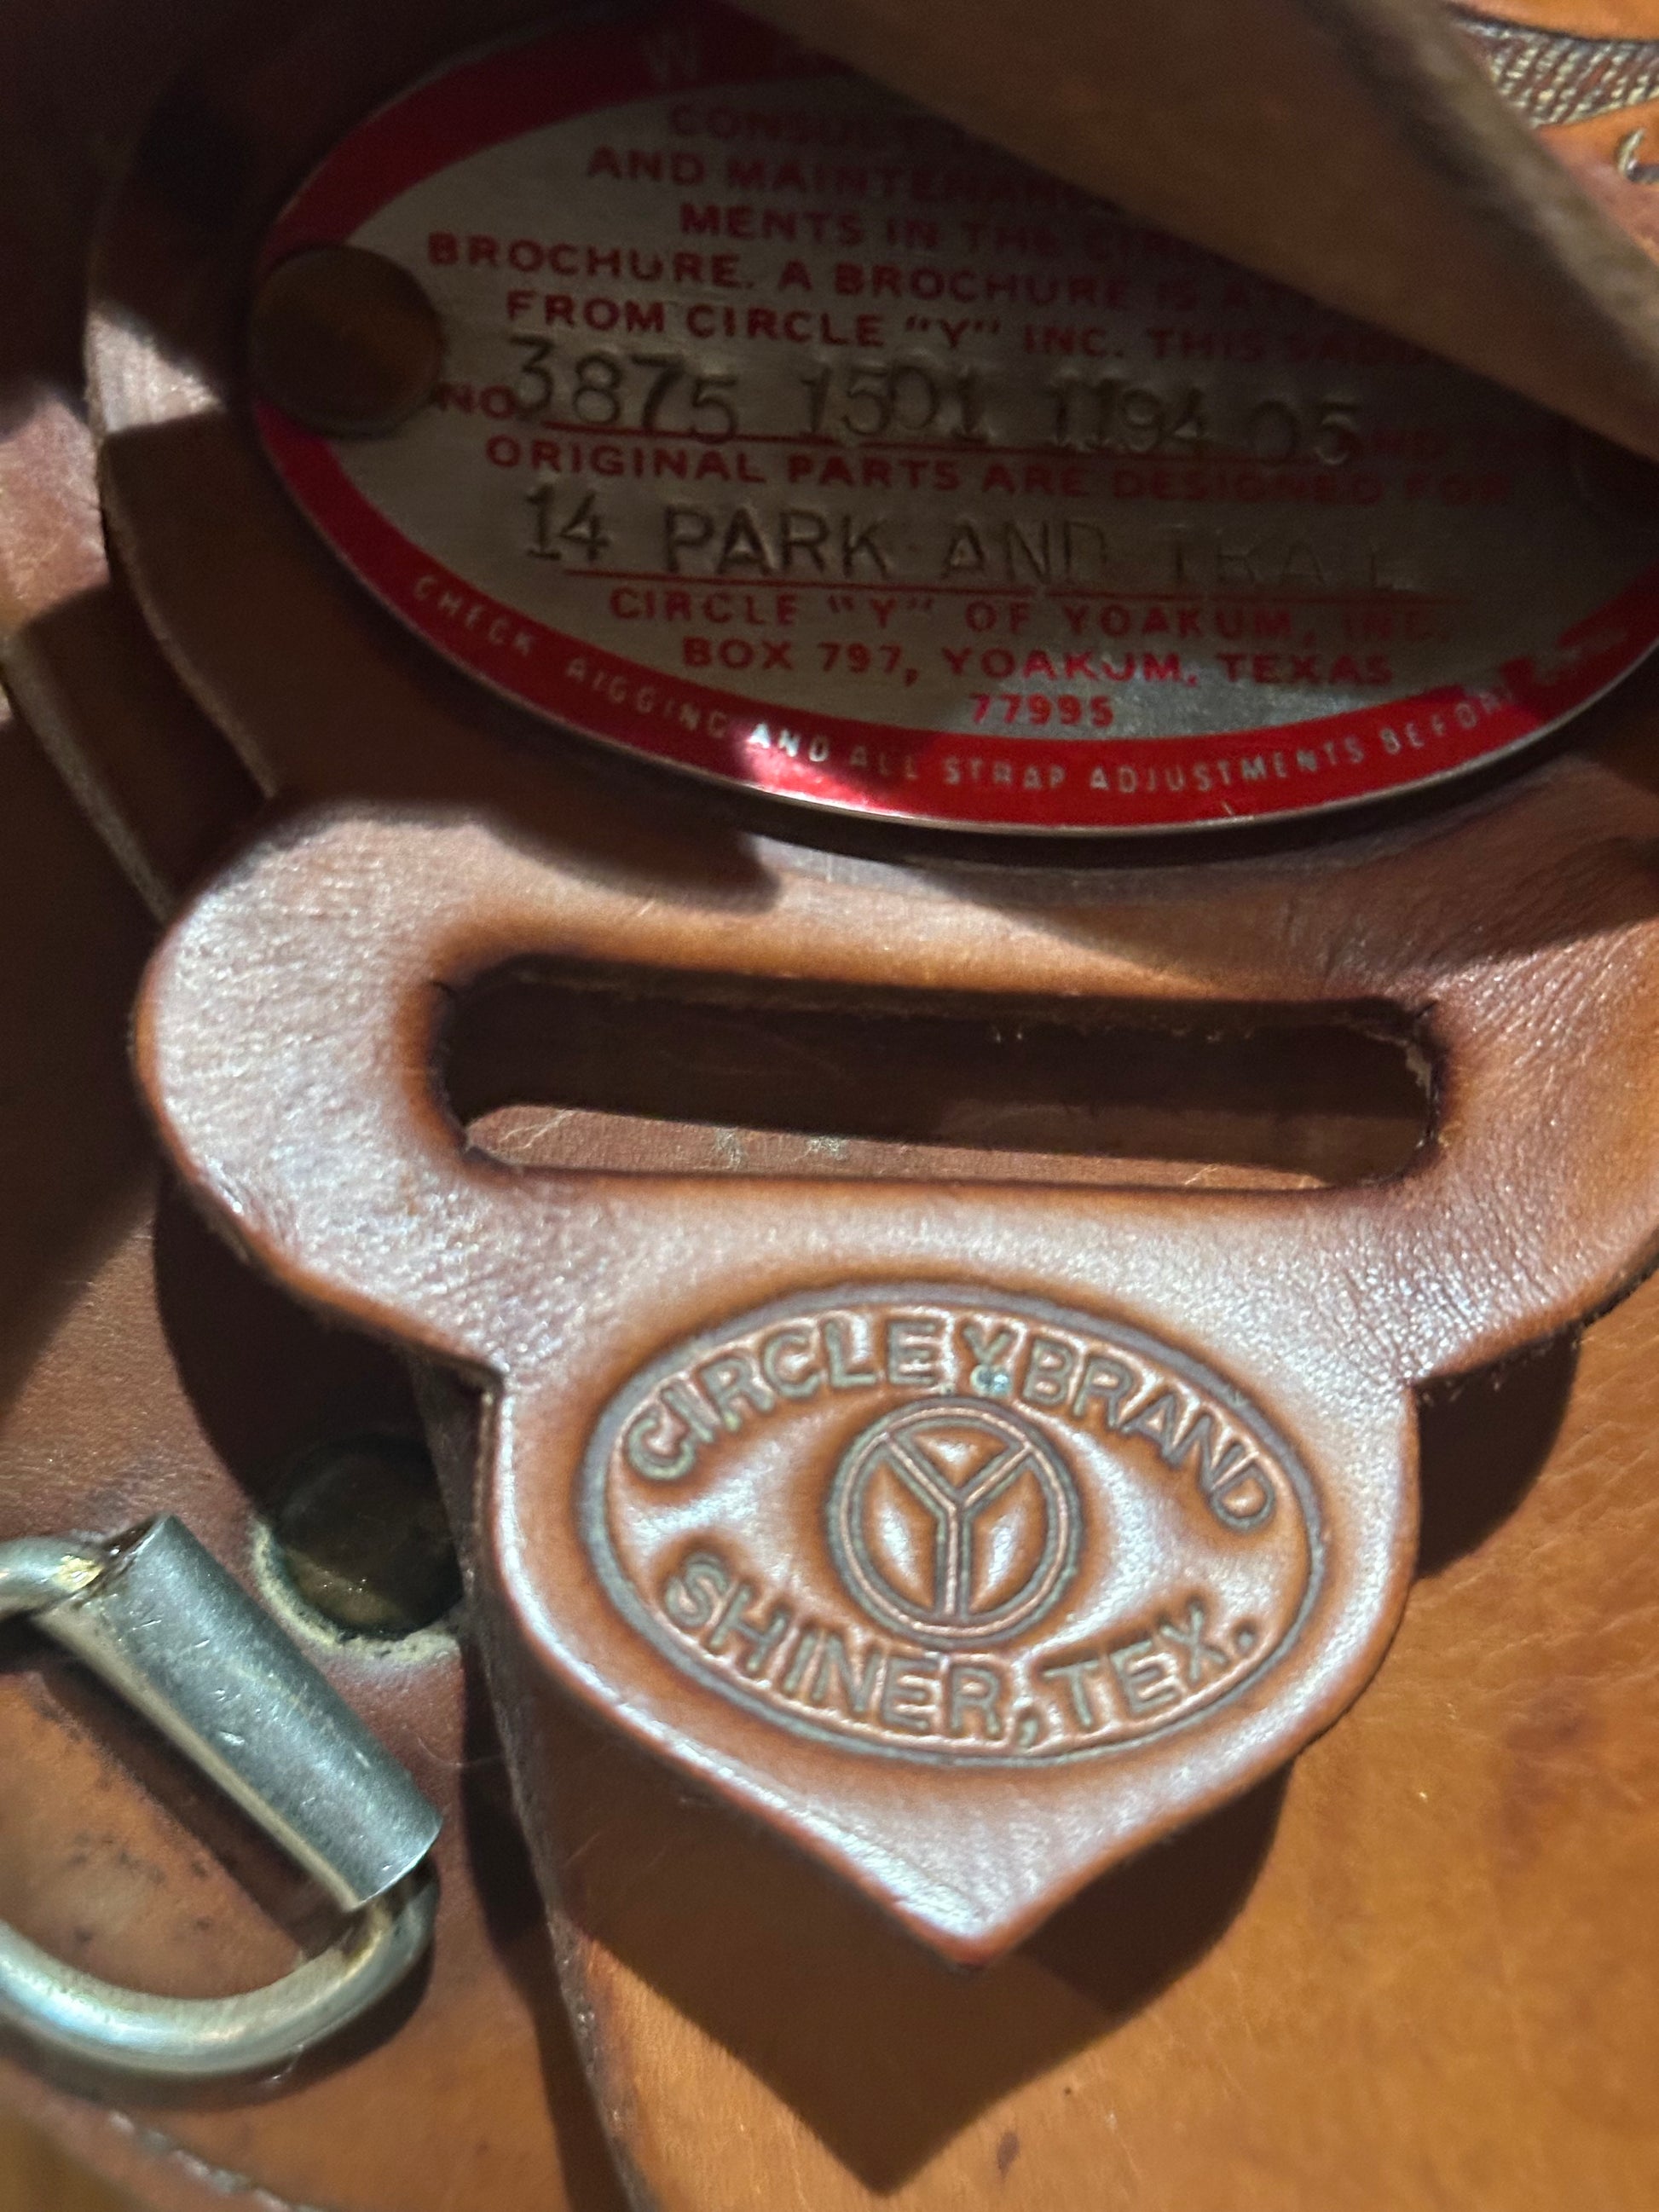 AND
MENTS IN THE
BROCHURE. A BROCHURE IS
FROM CIRCLE "Y" INC. THIS
NO. 3875 1501 1194 05
ORIGINAL PARTS ARE DESIGNED FOR
14 PARK AND TRAIL
CIRCLE "Y" OF YOAKUM, INC.
BOX 797, YOAKUM, TEXAS
77995
CHECK RIGGING AND ALL STRAP ADJUSTMENTS BEFORE
CIRCLE Y BRAND
Y
SHINER, TEX.